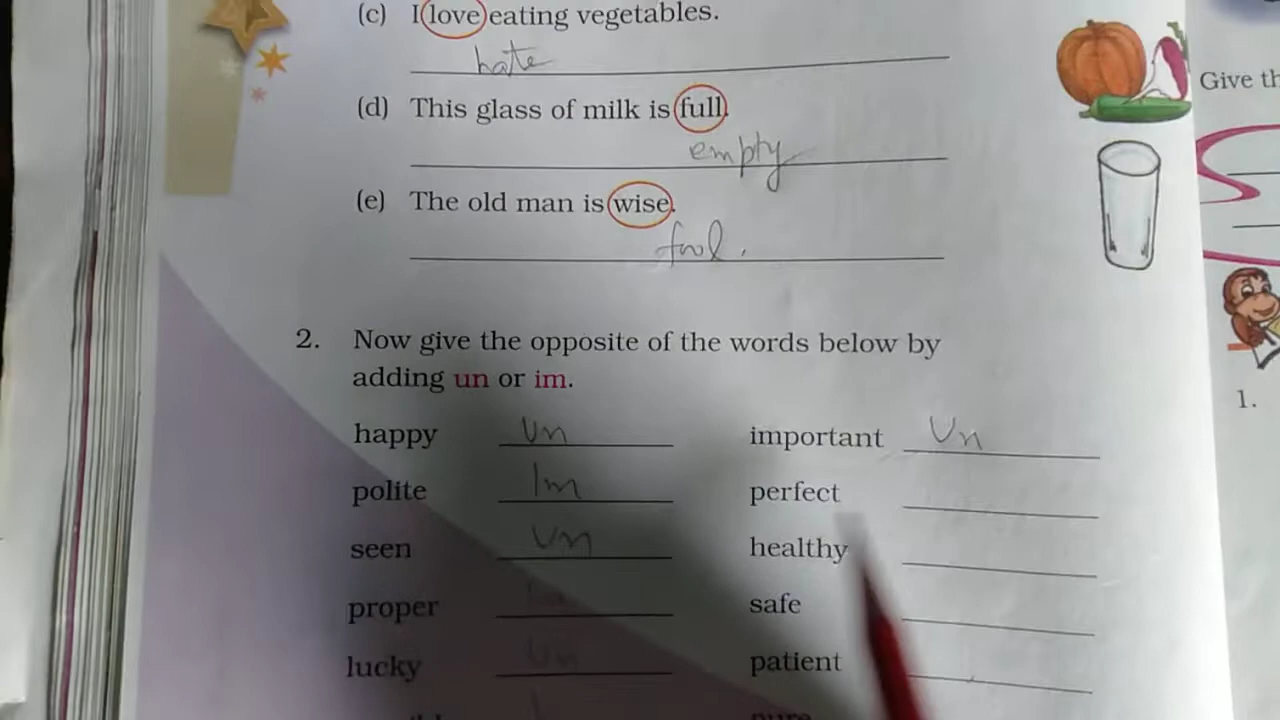 (c) I love eating vegetables.
hate
(d) This glass of milk is full.
empty
(e) The old man is wise.
fool.
Give th
2. Now give the opposite of the words below by
adding un or im.
happy Un important Un
polite Im perfect
seen Un healthy
proper safe
lucky Un patient
pure
1.